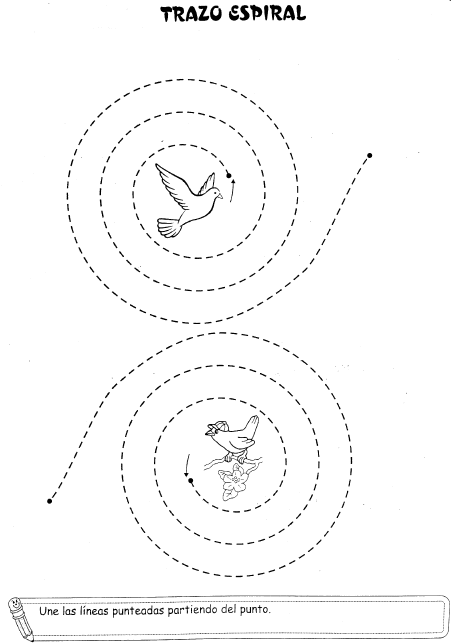 TRAZO ESPIRAL
Une las líneas punteadas partiendo del punto.